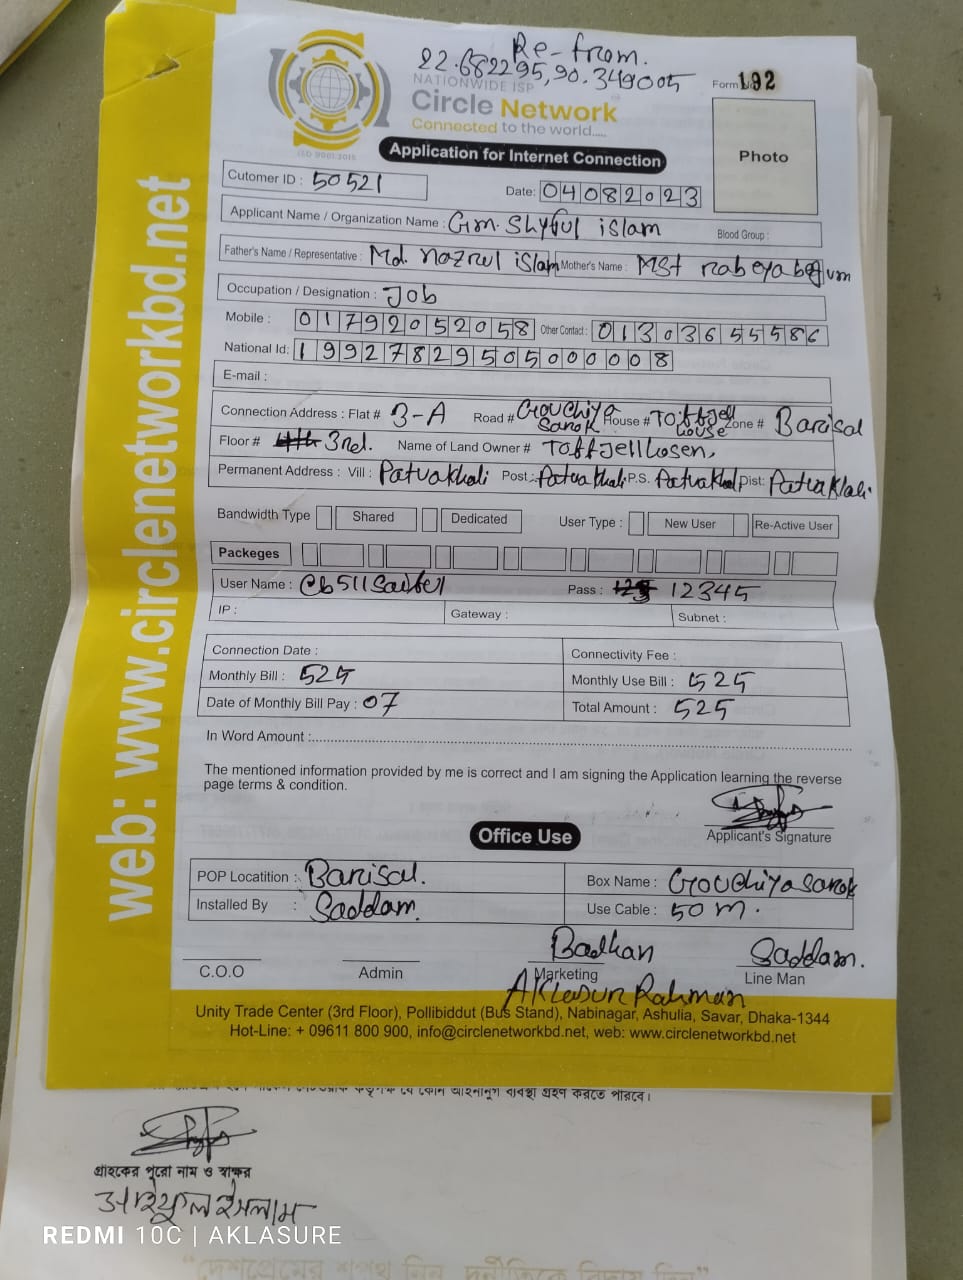 Re-from.
22.682295,90.349005
NATIONWIDE ISP
Form 192
Circle Network
Connected to the world.....
ISO 9001:2015
Application for Internet Connection
Photo
Cutomer ID : 50521
Date: 04082023
Applicant Name / Organization Name : Gm. Shyful islam Blood Group :
Father's Name / Representative : Md. nazrul islam Mother's Name : MST rabeya begum
Occupation / Designation : Job
Mobile : 01792052058 Other Contact : 01303655586
National Id: 19927829505000008
E-mail :
Connection Address : Flat # 3-A Road # Gouchiya Sarok House # Toffjell house Zone # Barisal
Floor # 3rd. Name of Land Owner # Toffjell hosen,
Permanent Address : Vill : Patuakhali Post : Patuakhali P.S. Patuakhali Dist: Patuakhali
Bandwidth Type Shared Dedicated User Type : New User Re-Active User
Packeges
User Name : Cb511Saiful Pass : 12345
IP : Gateway : Subnet :
Connection Date : Connectivity Fee :
Monthly Bill : 525 Monthly Use Bill : 525
Date of Monthly Bill Pay : 07 Total Amount : 525
In Word Amount :
The mentioned information provided by me is correct and I am signing the Application learning the reverse
page terms & condition.
Applicant's Signature
Office Use
POP Locatition : Barisal. Box Name : Gouchiya Sarok
Installed By : Saddam. Use Cable : 50 m.
Badhan Saddam.
C.O.O Admin Marketing Line Man
Aklasur Rahman
Unity Trade Center (3rd Floor), Pollibiddut (Bus Stand), Nabinagar, Ashulia, Savar, Dhaka-1344
Hot-Line: + 09611 800 900, info@circlenetworkbd.net, web: www.circlenetworkbd.net
web: www.circlenetworkbd.net
যে কোন আইনানুগ ব্যবস্থা গ্রহণ করতে পারবে।
গ্রাহকের পুরো নাম ও স্বাক্ষর
সাইফুল ইসলাম
REDMI 10C | AKLASURE
"দেশপ্রেমের শপথ নিন, দুর্নীতিকে বিদায় দিন"